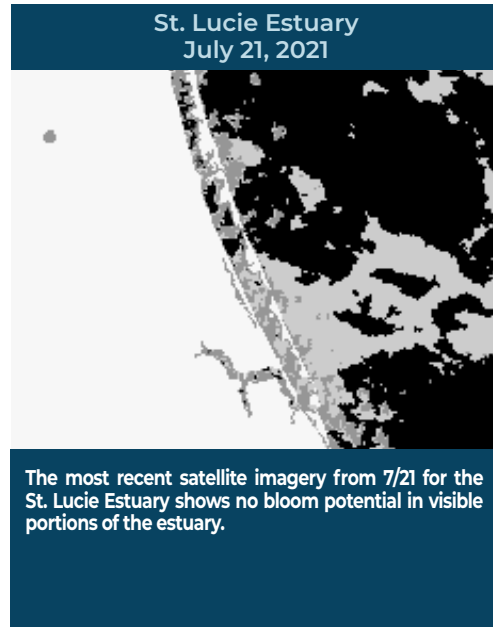 St. Lucie Estuary
July 21, 2021
The most recent satellite imagery from 7/21 for the
St. Lucie Estuary shows no bloom potential in visible
portions of the estuary.